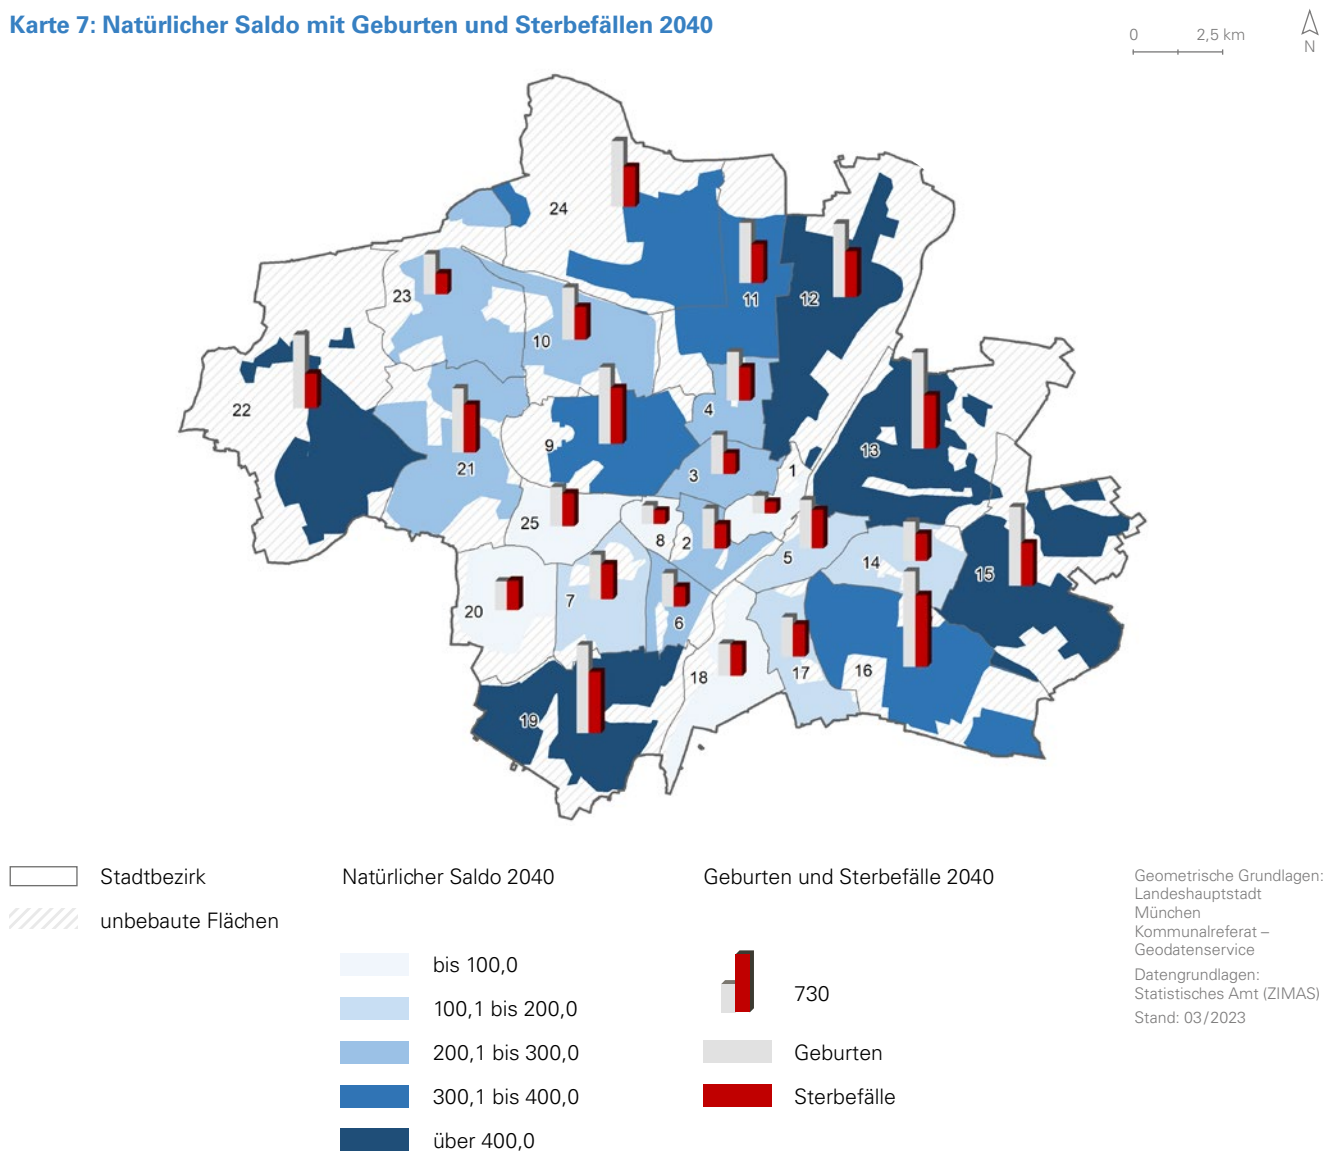 Karte 7: Natürlicher Saldo mit Geburten und Sterbefällen 2040
0 2,5 km
N
24
23
11
12
10
22
4
9
13
21
3
1
25
8
2
5
14
15
20
7
6
18
17
16
19
Stadtbezirk
unbebaute Flächen
Natürlicher Saldo 2040
bis 100,0
100,1 bis 200,0
200,1 bis 300,0
300,1 bis 400,0
über 400,0
Geburten und Sterbefälle 2040
730
Geburten
Sterbefälle
Geometrische Grundlagen:
Landeshauptstadt
München
Kommunalreferat –
Geodatenservice
Datengrundlagen:
Statistisches Amt (ZIMAS)
Stand: 03/2023